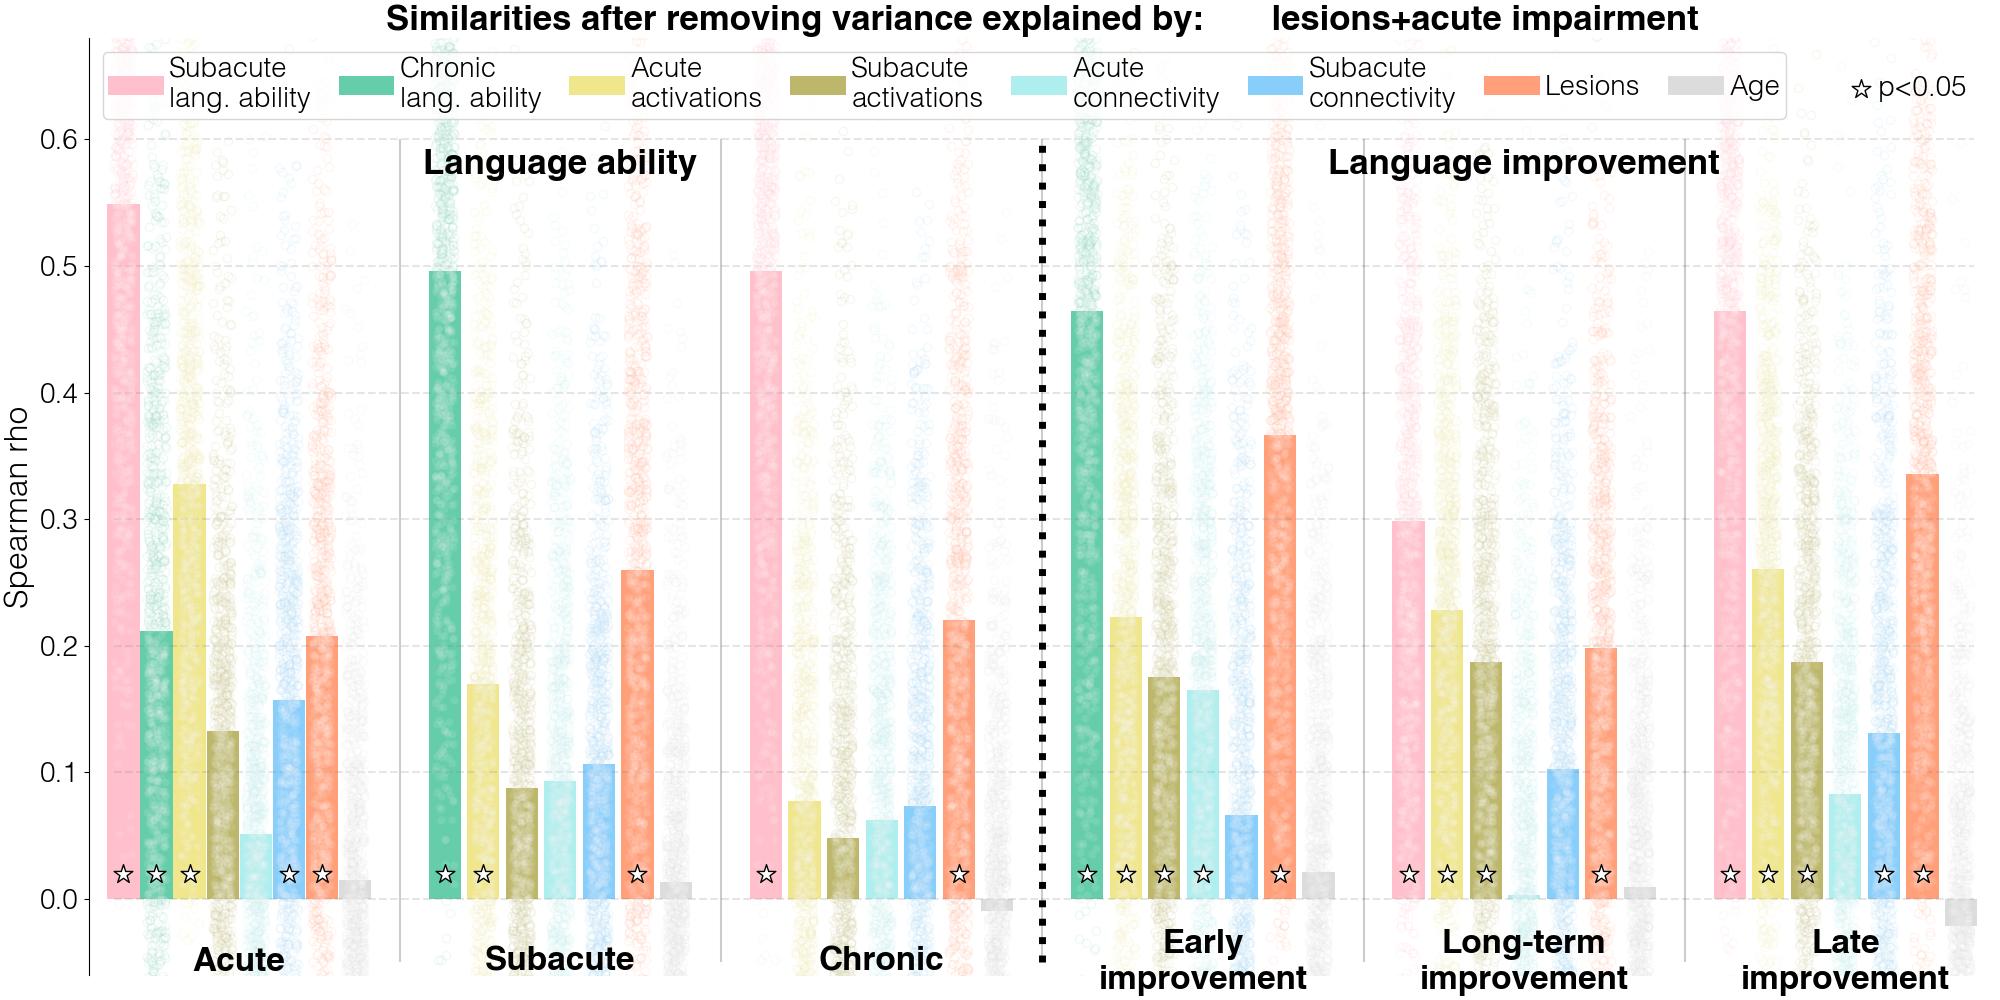 Similarities after removing variance explained by: lesions+acute impairment
Subacute lang. ability
Chronic lang. ability
Acute activations
Subacute activations
Acute connectivity
Subacute connectivity
Lesions
Age
☆ p<0.05
Language ability
Language improvement
Spearman rho
0.6
0.5
0.4
0.3
0.2
0.1
0.0
Acute
Subacute
Chronic
Early
improvement
Long-term
improvement
Late
improvement